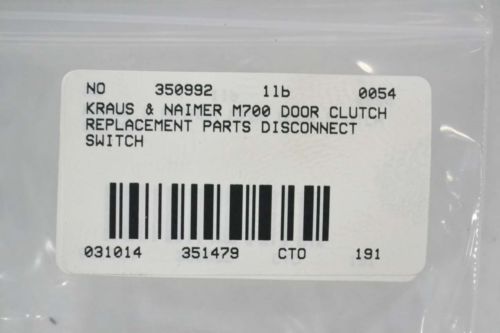 NO 350992 1lb 0054
KRAUS & NAIMER M700 DOOR CLUTCH
REPLACEMENT PARTS DISCONNECT
SWITCH
031014 351479 CTO 191